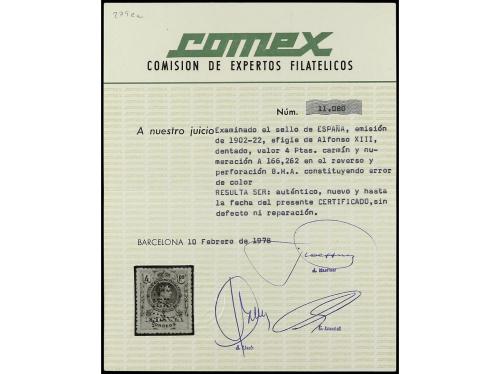 279ca
comex
COMISION DE EXPERTOS FILATELICOS
Núm. 11,080
A nuestro juicio Examinado el sello de ESPAÑA, emisión
de 1902-22, efigie de Alfonso XIII,
dentado, valor 4 Ptas. carmín y nu-
meración A 166,262 en el reverso y
perforación B.H.A. constituyendo error
de color
RESULTA SER: auténtico, nuevo y hasta
la fecha del presente CERTIFICADO,sin
defecto ni reparación.
BARCELONA 10 Febrero de 1978